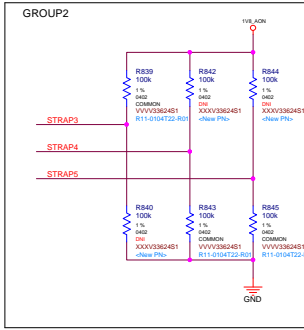 GROUP2
1V8_AON
R839
100k
1 %
0402
COMMON
VVVV33624S1
R11-0104T22-R01
R842
100k
1 %
0402
DNI
XXXV33624S1
<New PN>
R844
100k
1 %
0402
DNI
XXXV33624S1
<New PN>
STRAP3
STRAP4
STRAP5
R840
100k
1 %
0402
DNI
XXXV33624S1
<New PN>
R843
100k
1 %
0402
COMMON
VVVV33624S1
R11-0104T22-R01
R845
100k
1 %
0402
COMMON
VVVV33624S1
R11-0104T22-
GND